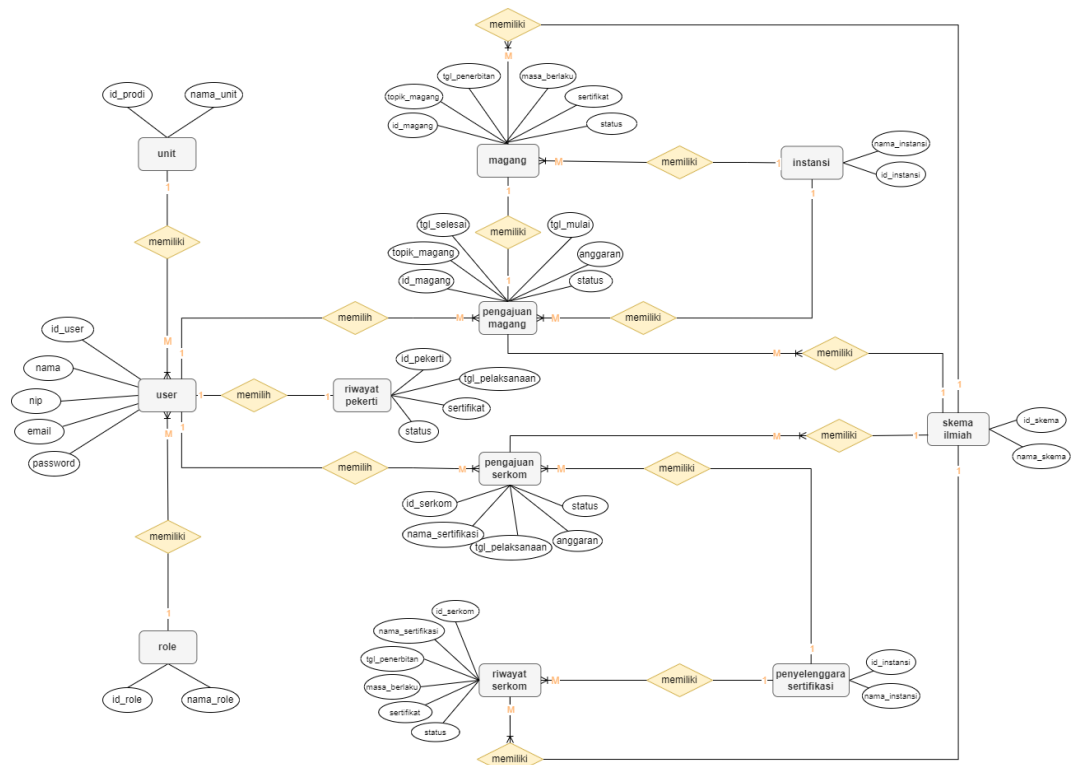 memiliki
M
tgl_penerbitan
masa_berlaku
topik_magang
sertifikat
id_magang
status
magang
M
memiliki
1
instansi
nama_instansi
id_instansi
1
1
id_prodi
nama_unit
unit
1
memiliki
M
memiliki
1
tgl_selesai
tgl_mulai
topik_magang
anggaran
id_magang
status
pengajuan
magang
M
memiliki
memilih
M
1
M
memiliki
1
1
id_user
nama
nip
email
password
user
1
memilih
1
riwayat
pekerti
id_pekerti
tgl_pelaksanaan
sertifikat
status
skema
ilmiah
id_skema
nama_skema
1
M
memiliki
1
1
memilih
M
pengajuan
serkom
M
memiliki
id_serkom
status
nama_sertifikasi
anggaran
tgl_pelaksanaan
M
memiliki
1
role
id_role
nama_role
id_serkom
nama_sertifikasi
tgl_penerbitan
masa_berlaku
sertifikat
status
riwayat
serkom
M
memiliki
1
1
penyelenggara
sertifikasi
id_instansi
nama_instansi
M
memiliki